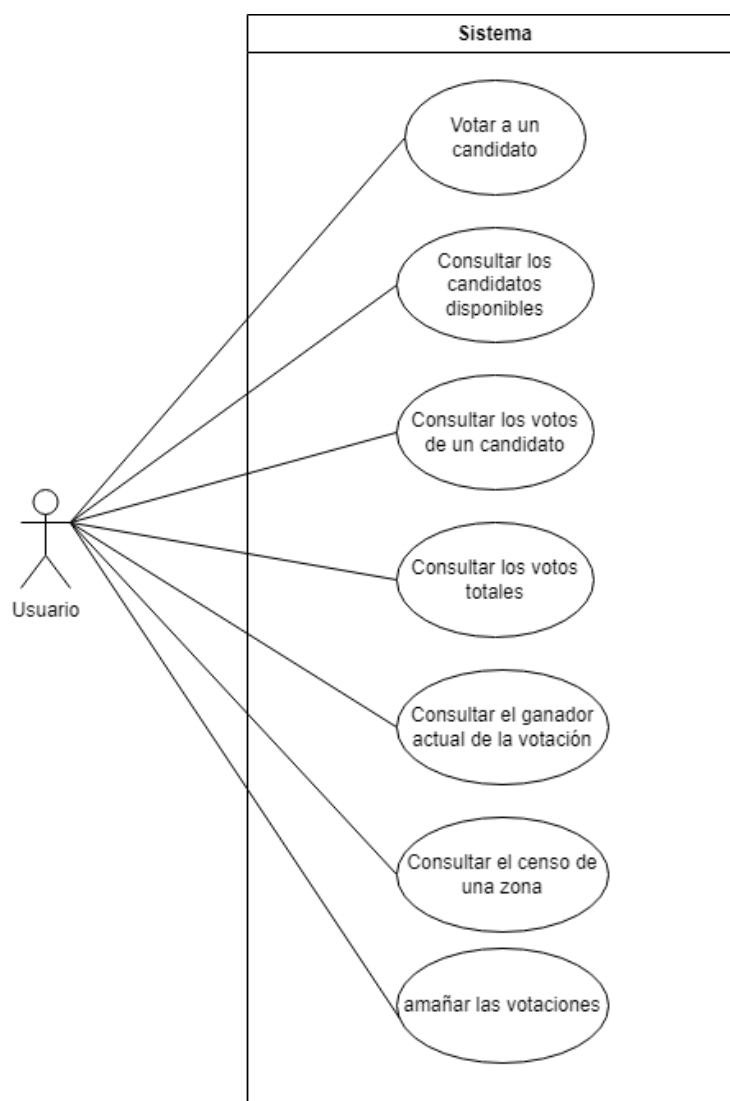 Sistema
Votar a un
candidato
Consultar los
candidatos
disponibles
Consultar los votos
de un candidato
Consultar los votos
totales
Usuario
Consultar el ganador
actual de la votación
Consultar el censo de
una zona
amañar las votaciones